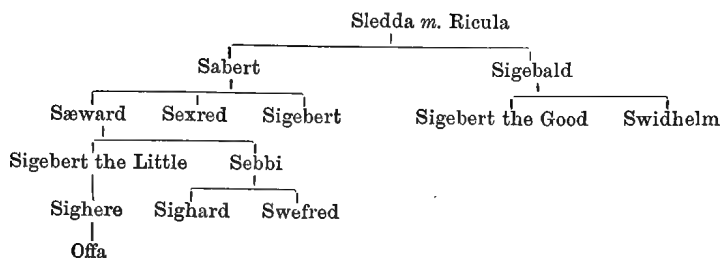 Sledda m. Ricula
Sabert Sigebald
Sæward Sexred Sigebert Sigebert the Good Swidhelm
Sigebert the Little Sebbi
Sighere Sighard Swefred
Offa